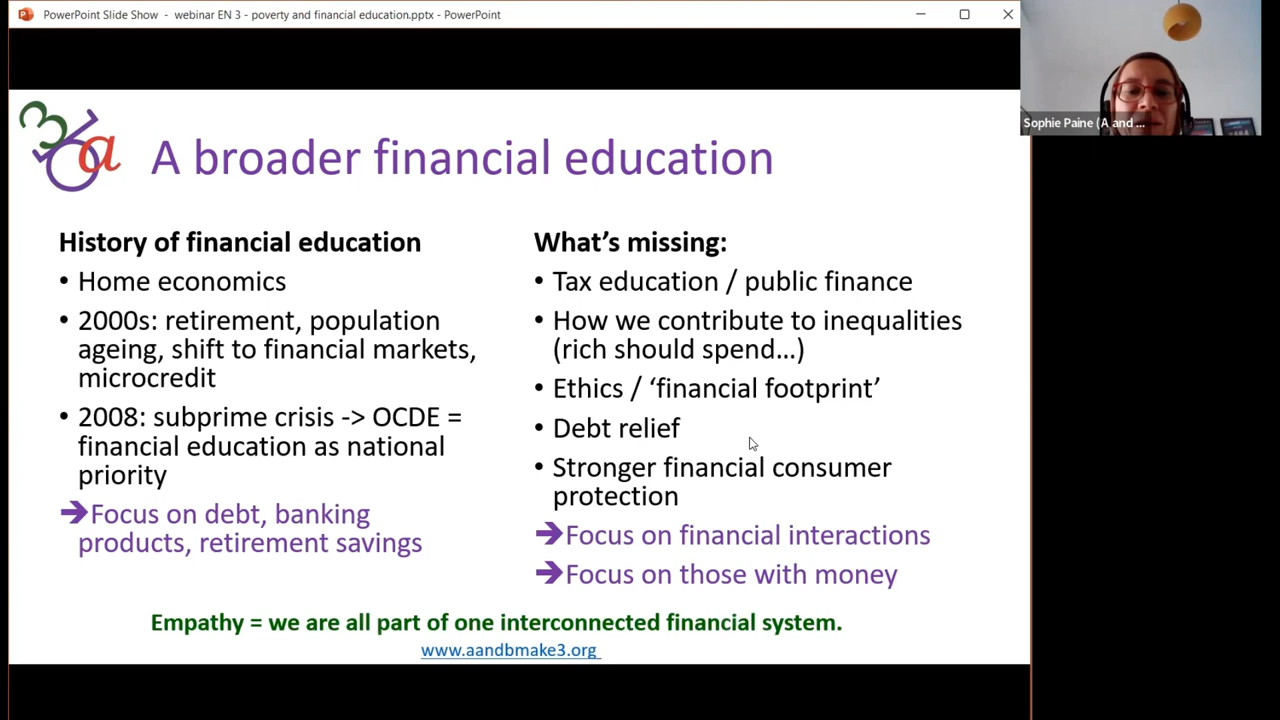 PowerPoint Slide Show - webinar EN 3 - poverty and financial education.pptx - PowerPoint
Sophie Paine (A and ...
A broader financial education
History of financial education
• Home economics
• 2000s: retirement, population
ageing, shift to financial markets,
microcredit
• 2008: subprime crisis -> OCDE =
financial education as national
priority
➔Focus on debt, banking
products, retirement savings
What's missing:
• Tax education / public finance
• How we contribute to inequalities
(rich should spend...)
• Ethics / 'financial footprint'
• Debt relief
• Stronger financial consumer
protection
➔Focus on financial interactions
➔Focus on those with money
Empathy = we are all part of one interconnected financial system.
www.aandbmake3.org